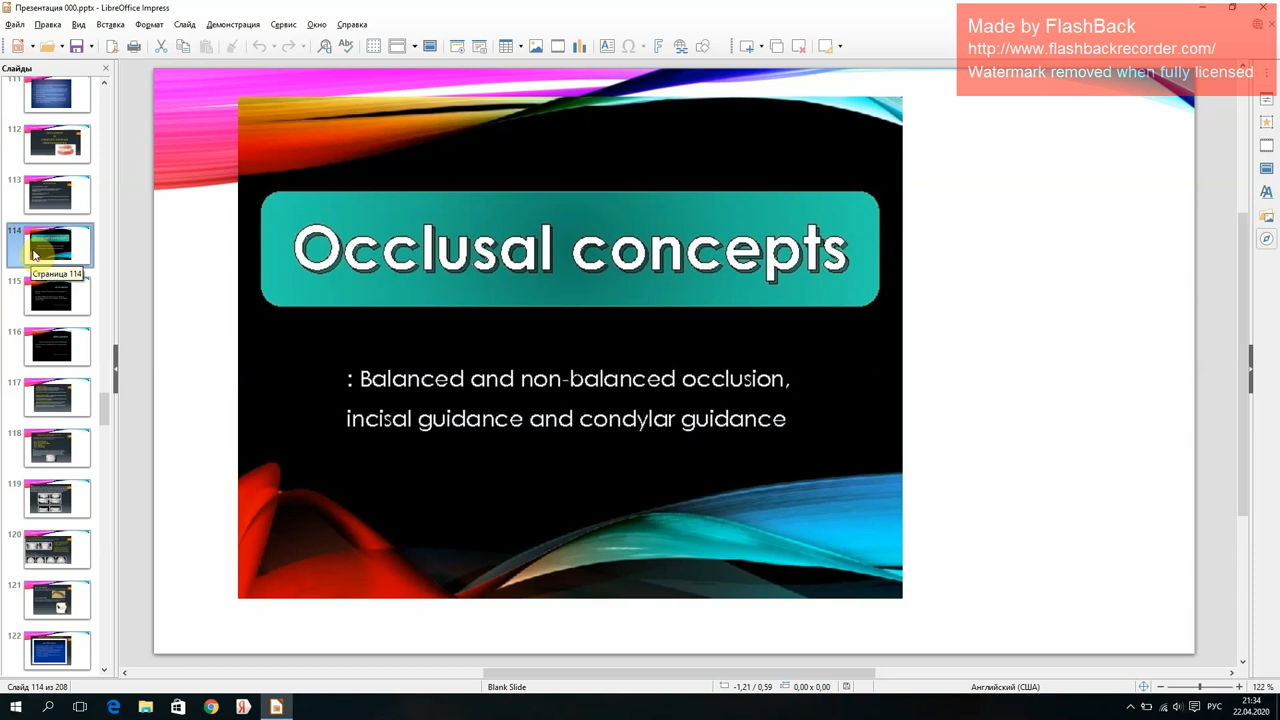 Презентация 000.pptx - LibreOffice Impress
Файл Правка Вид Вставка Формат Слайд Демонстрация Сервис Окно Справка
Made by FlashBack
http://www.flashbackrecorder.com/
Watermark removed when fully licensed
Слайды
111
112
113
114
Страница 114
115
116
117
118
119
120
121
122
Occlusal concepts
: Balanced and non-balanced occlusion,
incisal guidance and condylar guidance
Слайд 114 из 208
Blank Slide
-1,21 / 0,59
0,00 x 0,00
Английский (США)
122 %
РУС
21:34
22.04.2020